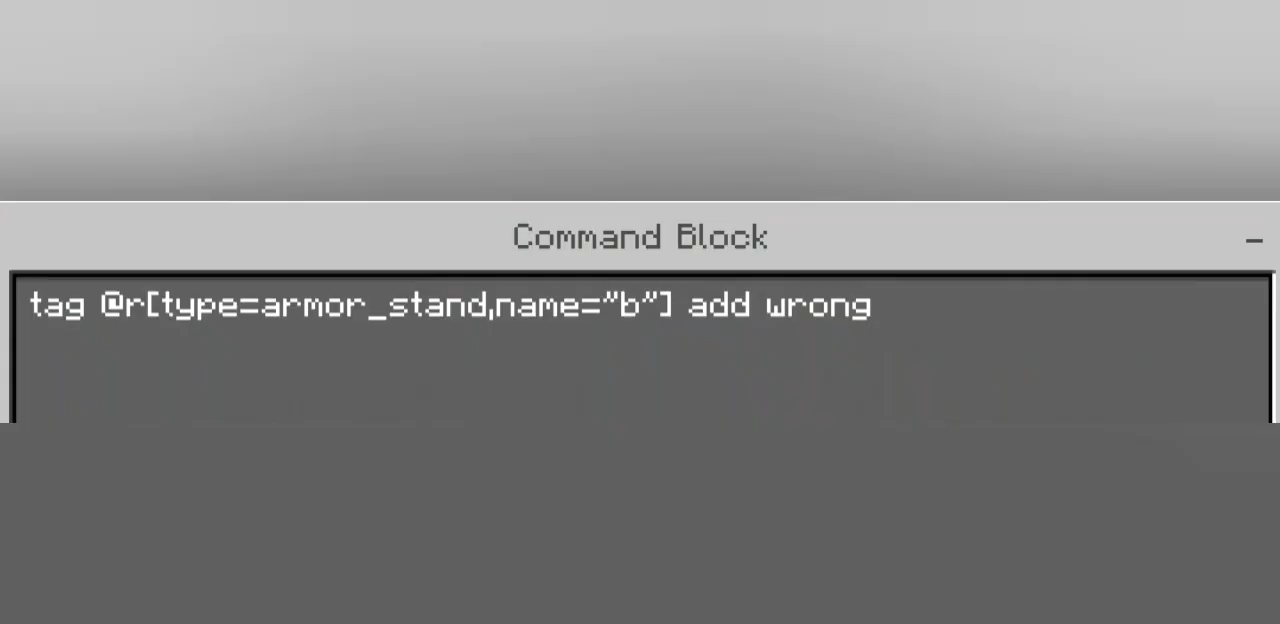 Command Block
tag @r[type=armor_stand,name="b"] add wrong